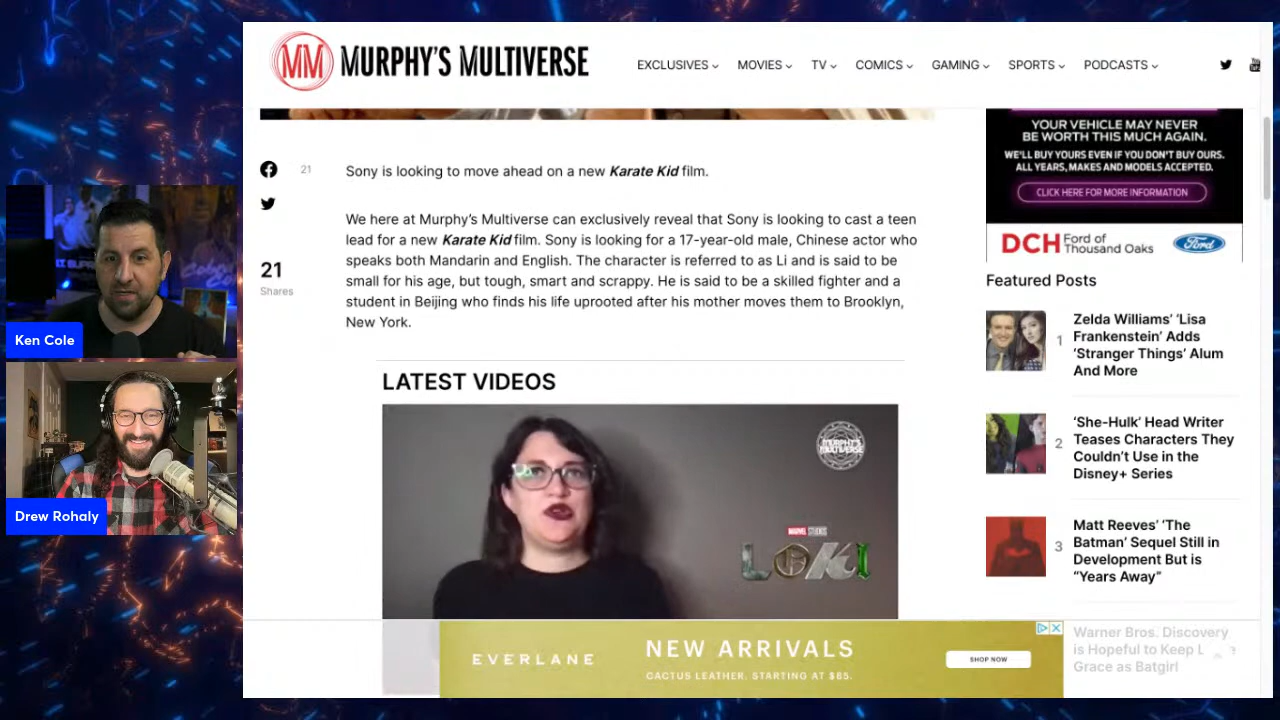 MM MURPHY'S MULTIVERSE
EXCLUSIVES MOVIES TV COMICS GAMING SPORTS PODCASTS
YOUR VEHICLE MAY NEVER
BE WORTH THIS MUCH AGAIN.
WE'LL BUY YOURS EVEN IF YOU DON'T BUY OURS.
ALL YEARS, MAKES AND MODELS ACCEPTED.
CLICK HERE FOR MORE INFORMATION
DCH Ford of
Thousand Oaks
Ford
21
Sony is looking to move ahead on a new Karate Kid film.
We here at Murphy's Multiverse can exclusively reveal that Sony is looking to cast a teen
lead for a new Karate Kid film. Sony is looking for a 17-year-old male, Chinese actor who
speaks both Mandarin and English. The character is referred to as Li and is said to be
small for his age, but tough, smart and scrappy. He is said to be a skilled fighter and a
student in Beijing who finds his life uprooted after his mother moves them to Brooklyn,
New York.
21
Shares
Ken Cole
Drew Rohaly
LATEST VIDEOS
MURPHY'S
MULTIVERSE
MARVEL STUDIOS
LOKI
Featured Posts
1
Zelda Williams' 'Lisa
Frankenstein' Adds
'Stranger Things' Alum
And More
2
'She-Hulk' Head Writer
Teases Characters They
Couldn't Use in the
Disney+ Series
3
Matt Reeves' 'The
Batman' Sequel Still in
Development But is
"Years Away"
Warner Bros. Discovery
is Hopeful to Keep
Grace as Batgirl
EVERLANE
NEW ARRIVALS
CACTUS LEATHER. STARTING AT $65.
SHOP NOW